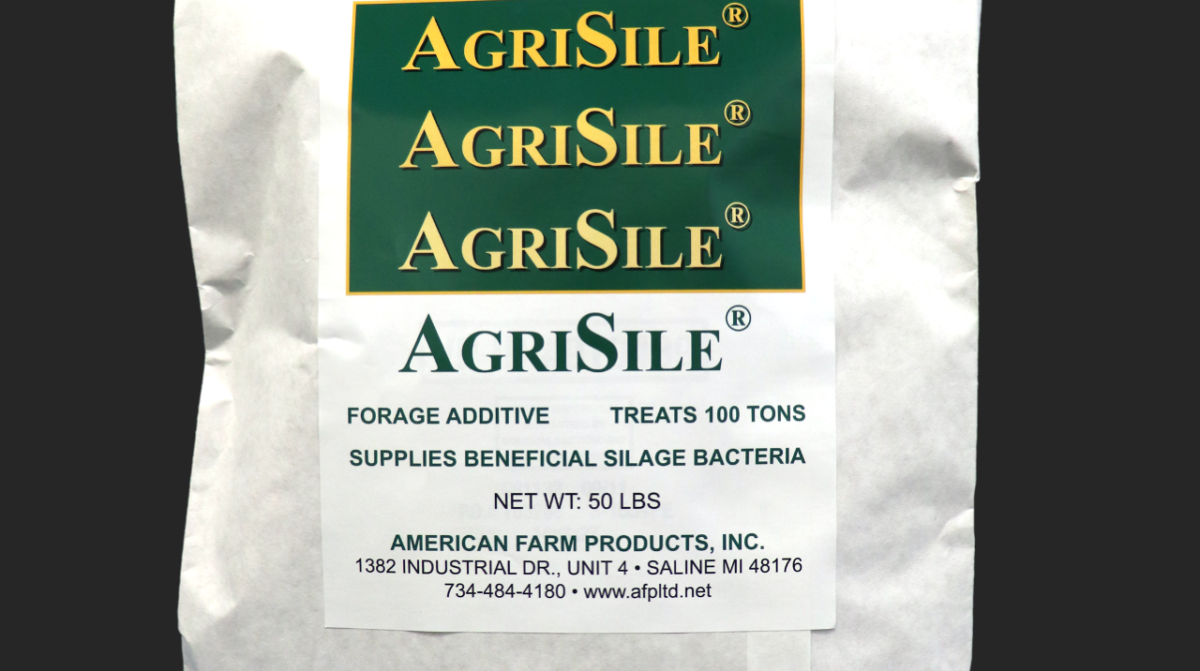 AGRISILE®
AGRISILE®
AGRISILE®
AGRISILE®
FORAGE ADDITIVE TREATS 100 TONS
SUPPLIES BENEFICIAL SILAGE BACTERIA
NET WT: 50 LBS
AMERICAN FARM PRODUCTS, INC.
1382 INDUSTRIAL DR., UNIT 4 • SALINE MI 48176
734-484-4180 • www.afpltd.net